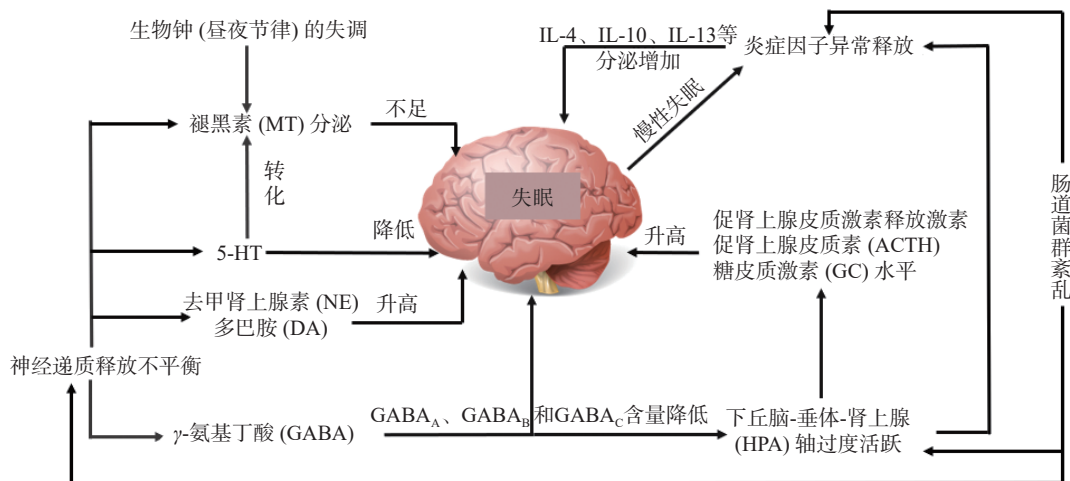 生物钟 (昼夜节律) 的失调
IL-4、IL-10、IL-13等
分泌增加
炎症因子异常释放
慢性失眠
褪黑素 (MT) 分泌
不足
转化
失眠
肠道菌群紊乱
5-HT
降低
升高
促肾上腺皮质激素释放激素
促肾上腺皮质素 (ACTH)
糖皮质激素 (GC) 水平
去甲肾上腺素 (NE)
多巴胺 (DA)
升高
神经递质释放不平衡
γ-氨基丁酸 (GABA)
GABA_A、GABA_B和GABA_C含量降低
下丘脑-垂体-肾上腺
(HPA) 轴过度活跃